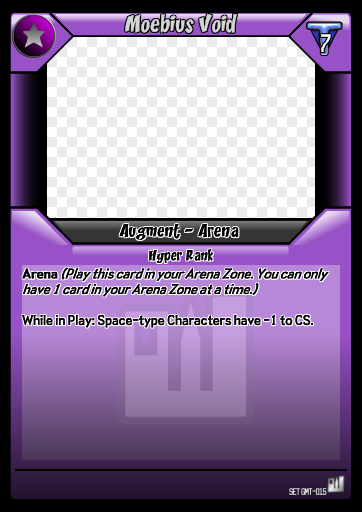 Moebius Void
7
Augment - Arena
Hyper Rank
Arena (Play this card in your Arena Zone. You can only
have 1 card in your Arena Zone at a time.)
While in Play: Space-type Characters have -1 to CS.
SET GMT-015